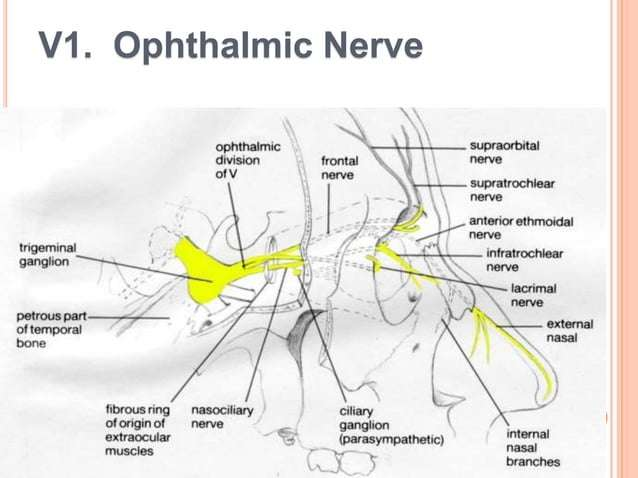 V1.  Ophthalmic Nerve
ophthalmic
division
of V
frontal
nerve
supraorbital
nerve
supratrochlear
nerve
anterior ethmoidal
nerve
infratrochlear
nerve
lacrimal
nerve
external
nasal
trigeminal
ganglion
petrous part
of temporal
bone
fibrous ring
of origin of
extraocular
muscles
nasociliary
nerve
ciliary
ganglion
(parasympathetic)
internal
nasal
branches